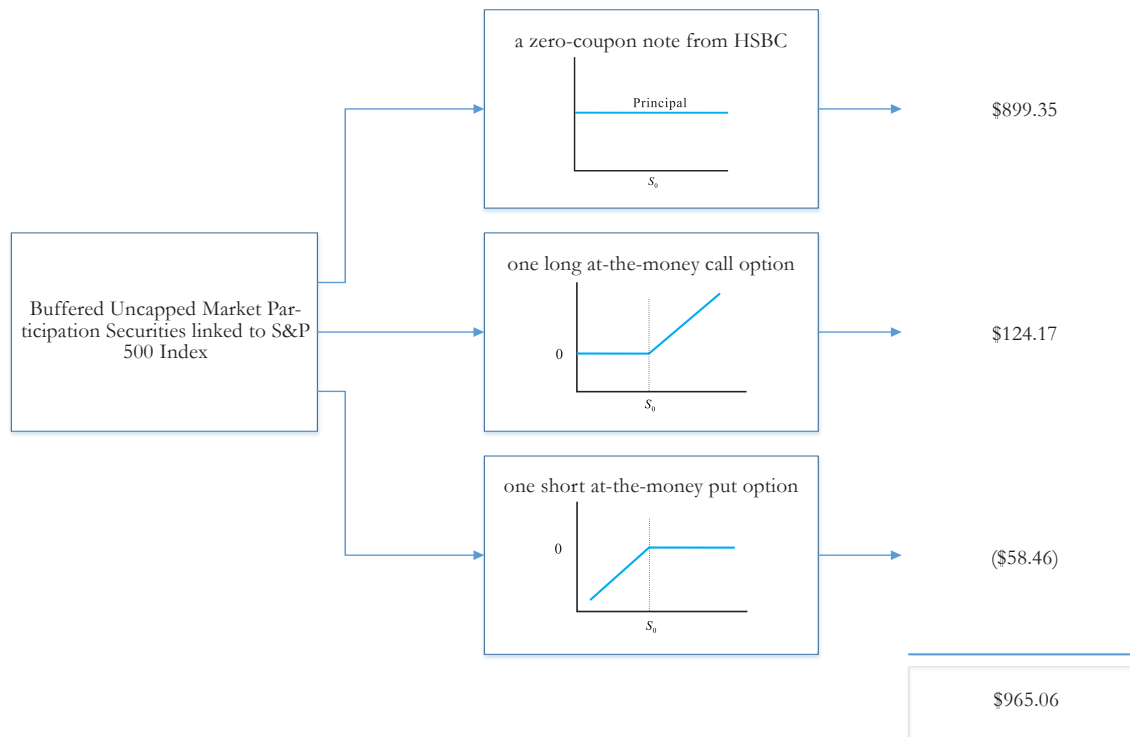 a zero-coupon note from HSBC
Principal
S₀
$899.35
Buffered Uncapped Market Par-
ticipation Securities linked to S&P
500 Index
one long at-the-money call option
0
S₀
$124.17
one short at-the-money put option
0
S₀
($58.46)
$965.06